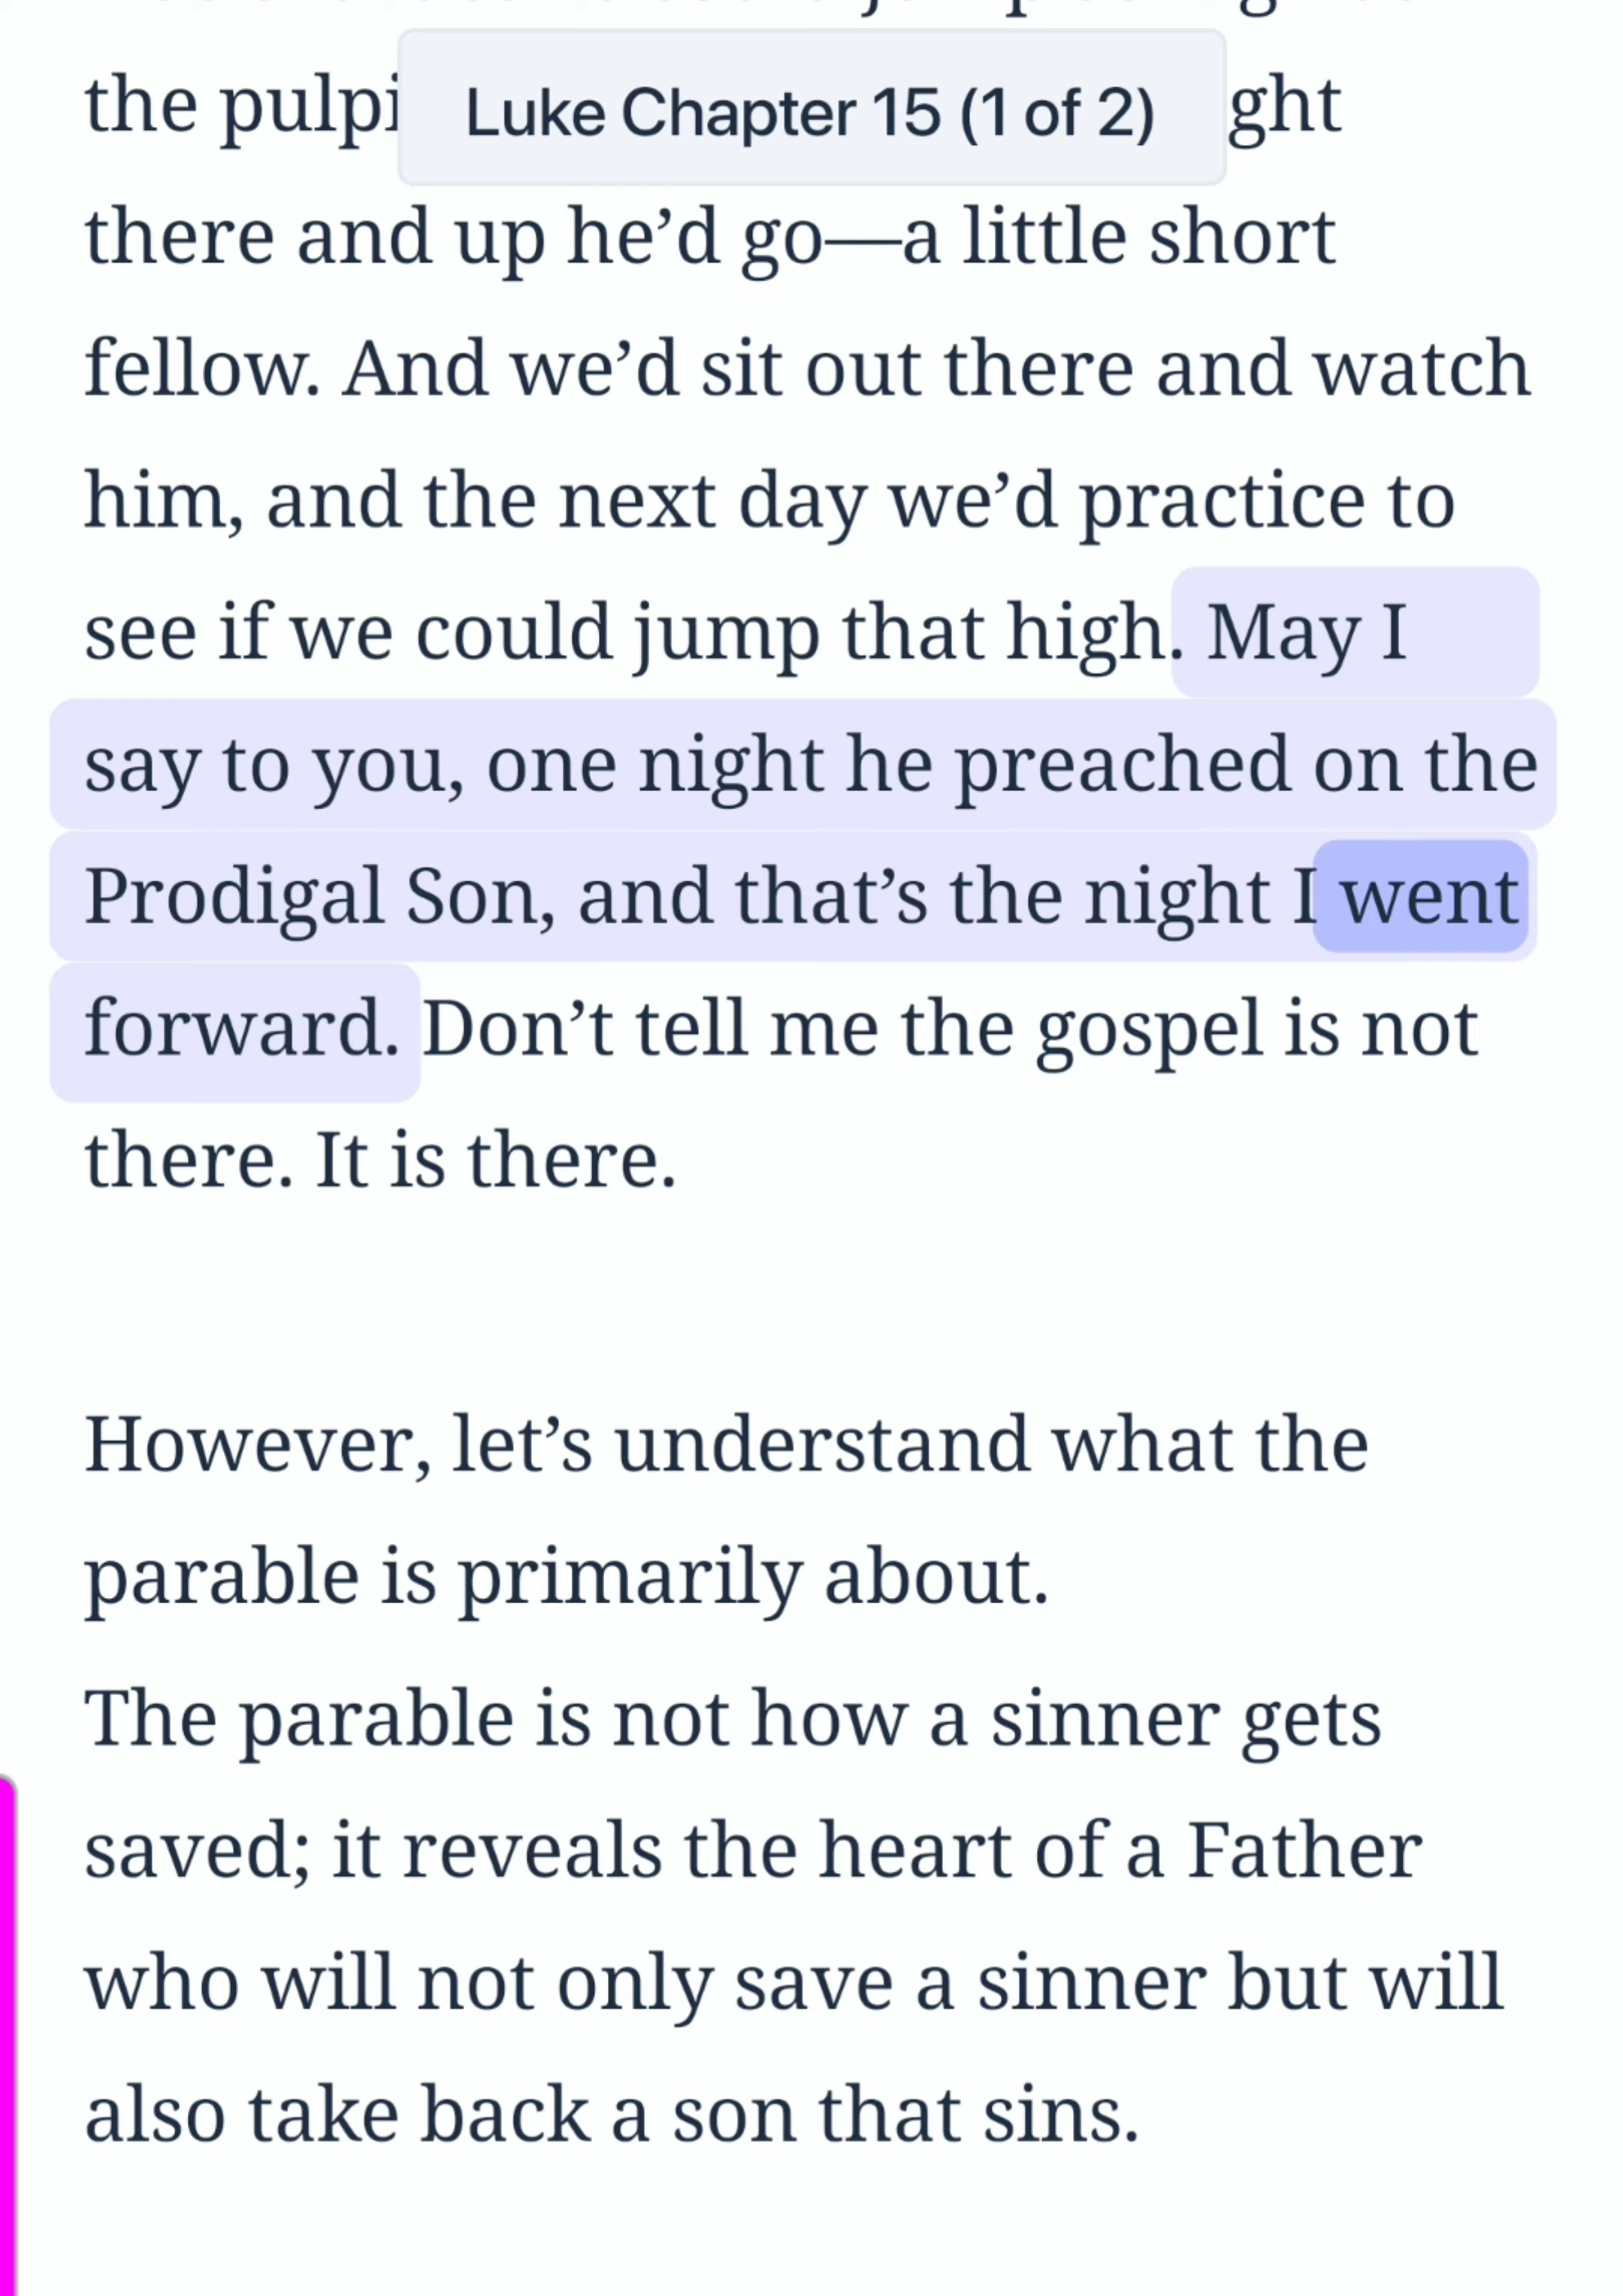 Luke Chapter 15 (1 of 2)
the
there and up he’d go—a little short
fellow. And we’d sit out there and watch
him, and the next day we’d practice to
see if we could jump that high. May I
say to you, one night he preached on the
Prodigal Son, and that’s the night I went
forward. Don’t tell me the gospel is not
there. It is there.
However, let’s understand what the
parable is primarily about.
The parable is not how a sinner gets
saved; it reveals the heart of a Father
who will not only save a sinner but will
also take back a son that sins.